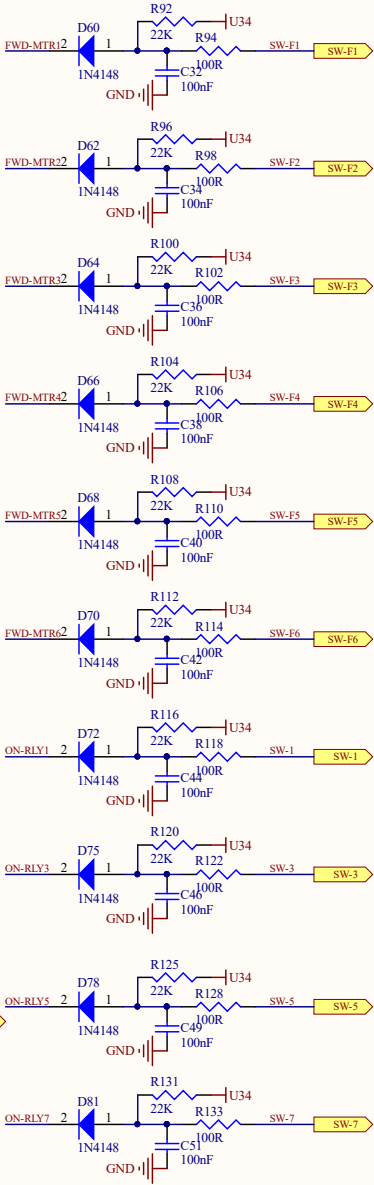 R92
D60
22K
U34
R94
FWD-MTR1 2 1 SW-F1 SW-F1
1N4148
C32
100R
GND
100nF
R96
D62
22K
U34
R98
FWD-MTR2 2 1 SW-F2 SW-F2
1N4148
C34
100R
GND
100nF
R100
D64
22K
U34
R102
FWD-MTR3 2 1 SW-F3 SW-F3
1N4148
C36
100R
GND
100nF
R104
D66
22K
U34
R106
FWD-MTR4 2 1 SW-F4 SW-F4
1N4148
C38
100R
GND
100nF
R108
D68
22K
U34
R110
FWD-MTR5 2 1 SW-F5 SW-F5
1N4148
C40
100R
GND
100nF
R112
D70
22K
U34
R114
FWD-MTR6 2 1 SW-F6 SW-F6
1N4148
C42
100R
GND
100nF
R116
D72
22K
U34
R118
ON-RLY1 2 1 SW-1 SW-1
1N4148
C44
100R
GND
100nF
R120
D75
22K
U34
R122
ON-RLY3 2 1 SW-3 SW-3
1N4148
C46
100R
GND
100nF
R125
D78
22K
U34
R128
ON-RLY5 2 1 SW-5 SW-5
1N4148
C49
100R
GND
100nF
R131
D81
22K
U34
R133
ON-RLY7 2 1 SW-7 SW-7
1N4148
C51
100R
GND
100nF